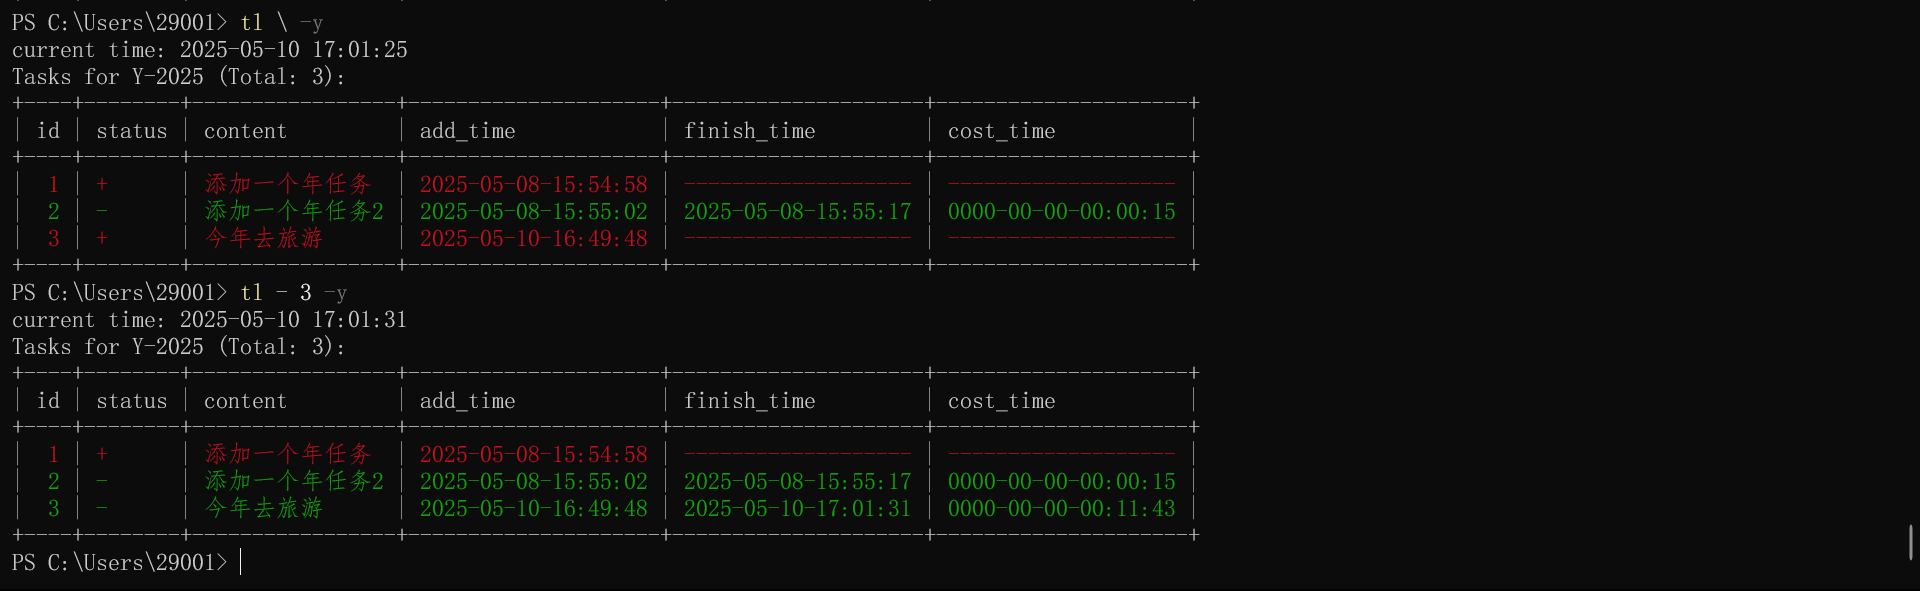 PS C:\Users\29001> tl \ -y
current time: 2025-05-10 17:01:25
Tasks for Y-2025 (Total: 3):
+----+--------+-----------------+---------------------+---------------------+---------------------+
| id | status | content         | add_time            | finish_time         | cost_time           |
+----+--------+-----------------+---------------------+---------------------+---------------------+
|  1 | +      | 添加一个年任务  | 2025-05-08-15:54:58 | ------------------- | ------------------- |
|  2 | -      | 添加一个年任务2 | 2025-05-08-15:55:02 | 2025-05-08-15:55:17 | 0000-00-00-00:00:15 |
|  3 | +      | 今年去旅游      | 2025-05-10-16:49:48 | ------------------- | ------------------- |
+----+--------+-----------------+---------------------+---------------------+---------------------+
PS C:\Users\29001> tl - 3 -y
current time: 2025-05-10 17:01:31
Tasks for Y-2025 (Total: 3):
+----+--------+-----------------+---------------------+---------------------+---------------------+
| id | status | content         | add_time            | finish_time         | cost_time           |
+----+--------+-----------------+---------------------+---------------------+---------------------+
|  1 | +      | 添加一个年任务  | 2025-05-08-15:54:58 | ------------------- | ------------------- |
|  2 | -      | 添加一个年任务2 | 2025-05-08-15:55:02 | 2025-05-08-15:55:17 | 0000-00-00-00:00:15 |
|  3 | -      | 今年去旅游      | 2025-05-10-16:49:48 | 2025-05-10-17:01:31 | 0000-00-00-00:11:43 |
+----+--------+-----------------+---------------------+---------------------+---------------------+
PS C:\Users\29001>